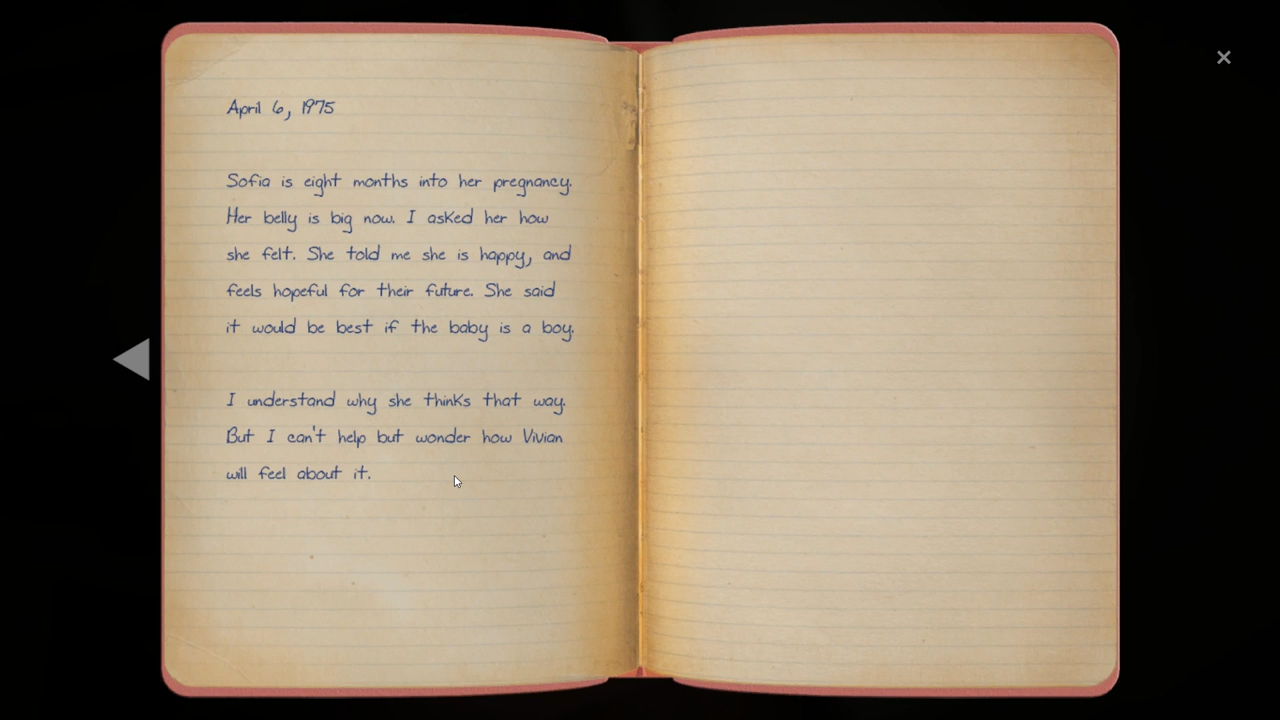 April 6, 1975
Sofia is eight months into her pregnancy.
Her belly is big now. I asked her how
she felt. She told me she is happy, and
feels hopeful for their future. She said
it would be best if the baby is a boy.
I understand why she thinks that way.
But I can't help but wonder how Vivian
will feel about it.